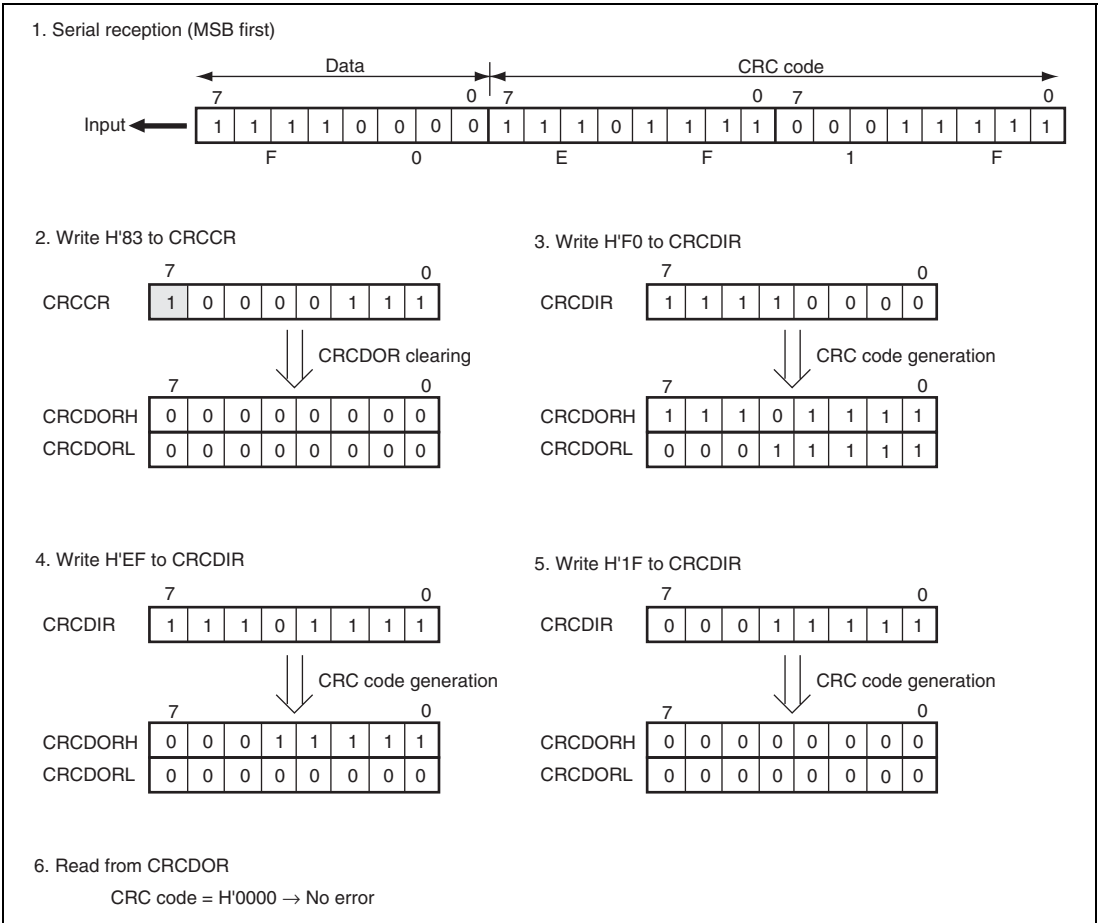 1. Serial reception (MSB first)
Data CRC code
7 0 7 0 7 0
Input 1 1 1 1 0 0 0 0 1 1 1 0 1 1 1 1 0 0 0 1 1 1 1 1
F 0 E F 1 F
2. Write H'83 to CRCCR
7 0
CRCCR 1 0 0 0 0 1 1 1
CRCDOR clearing
7 0
CRCDORH 0 0 0 0 0 0 0 0
CRCDORL 0 0 0 0 0 0 0 0
3. Write H'F0 to CRCDIR
7 0
CRCDIR 1 1 1 1 0 0 0 0
CRC code generation
7 0
CRCDORH 1 1 1 0 1 1 1 1
CRCDORL 0 0 0 1 1 1 1 1
4. Write H'EF to CRCDIR
7 0
CRCDIR 1 1 1 0 1 1 1 1
CRC code generation
7 0
CRCDORH 0 0 0 1 1 1 1 1
CRCDORL 0 0 0 0 0 0 0 0
5. Write H'1F to CRCDIR
7 0
CRCDIR 0 0 0 1 1 1 1 1
CRC code generation
7 0
CRCDORH 0 0 0 0 0 0 0 0
CRCDORL 0 0 0 0 0 0 0 0
6. Read from CRCDOR
CRC code = H'0000 → No error